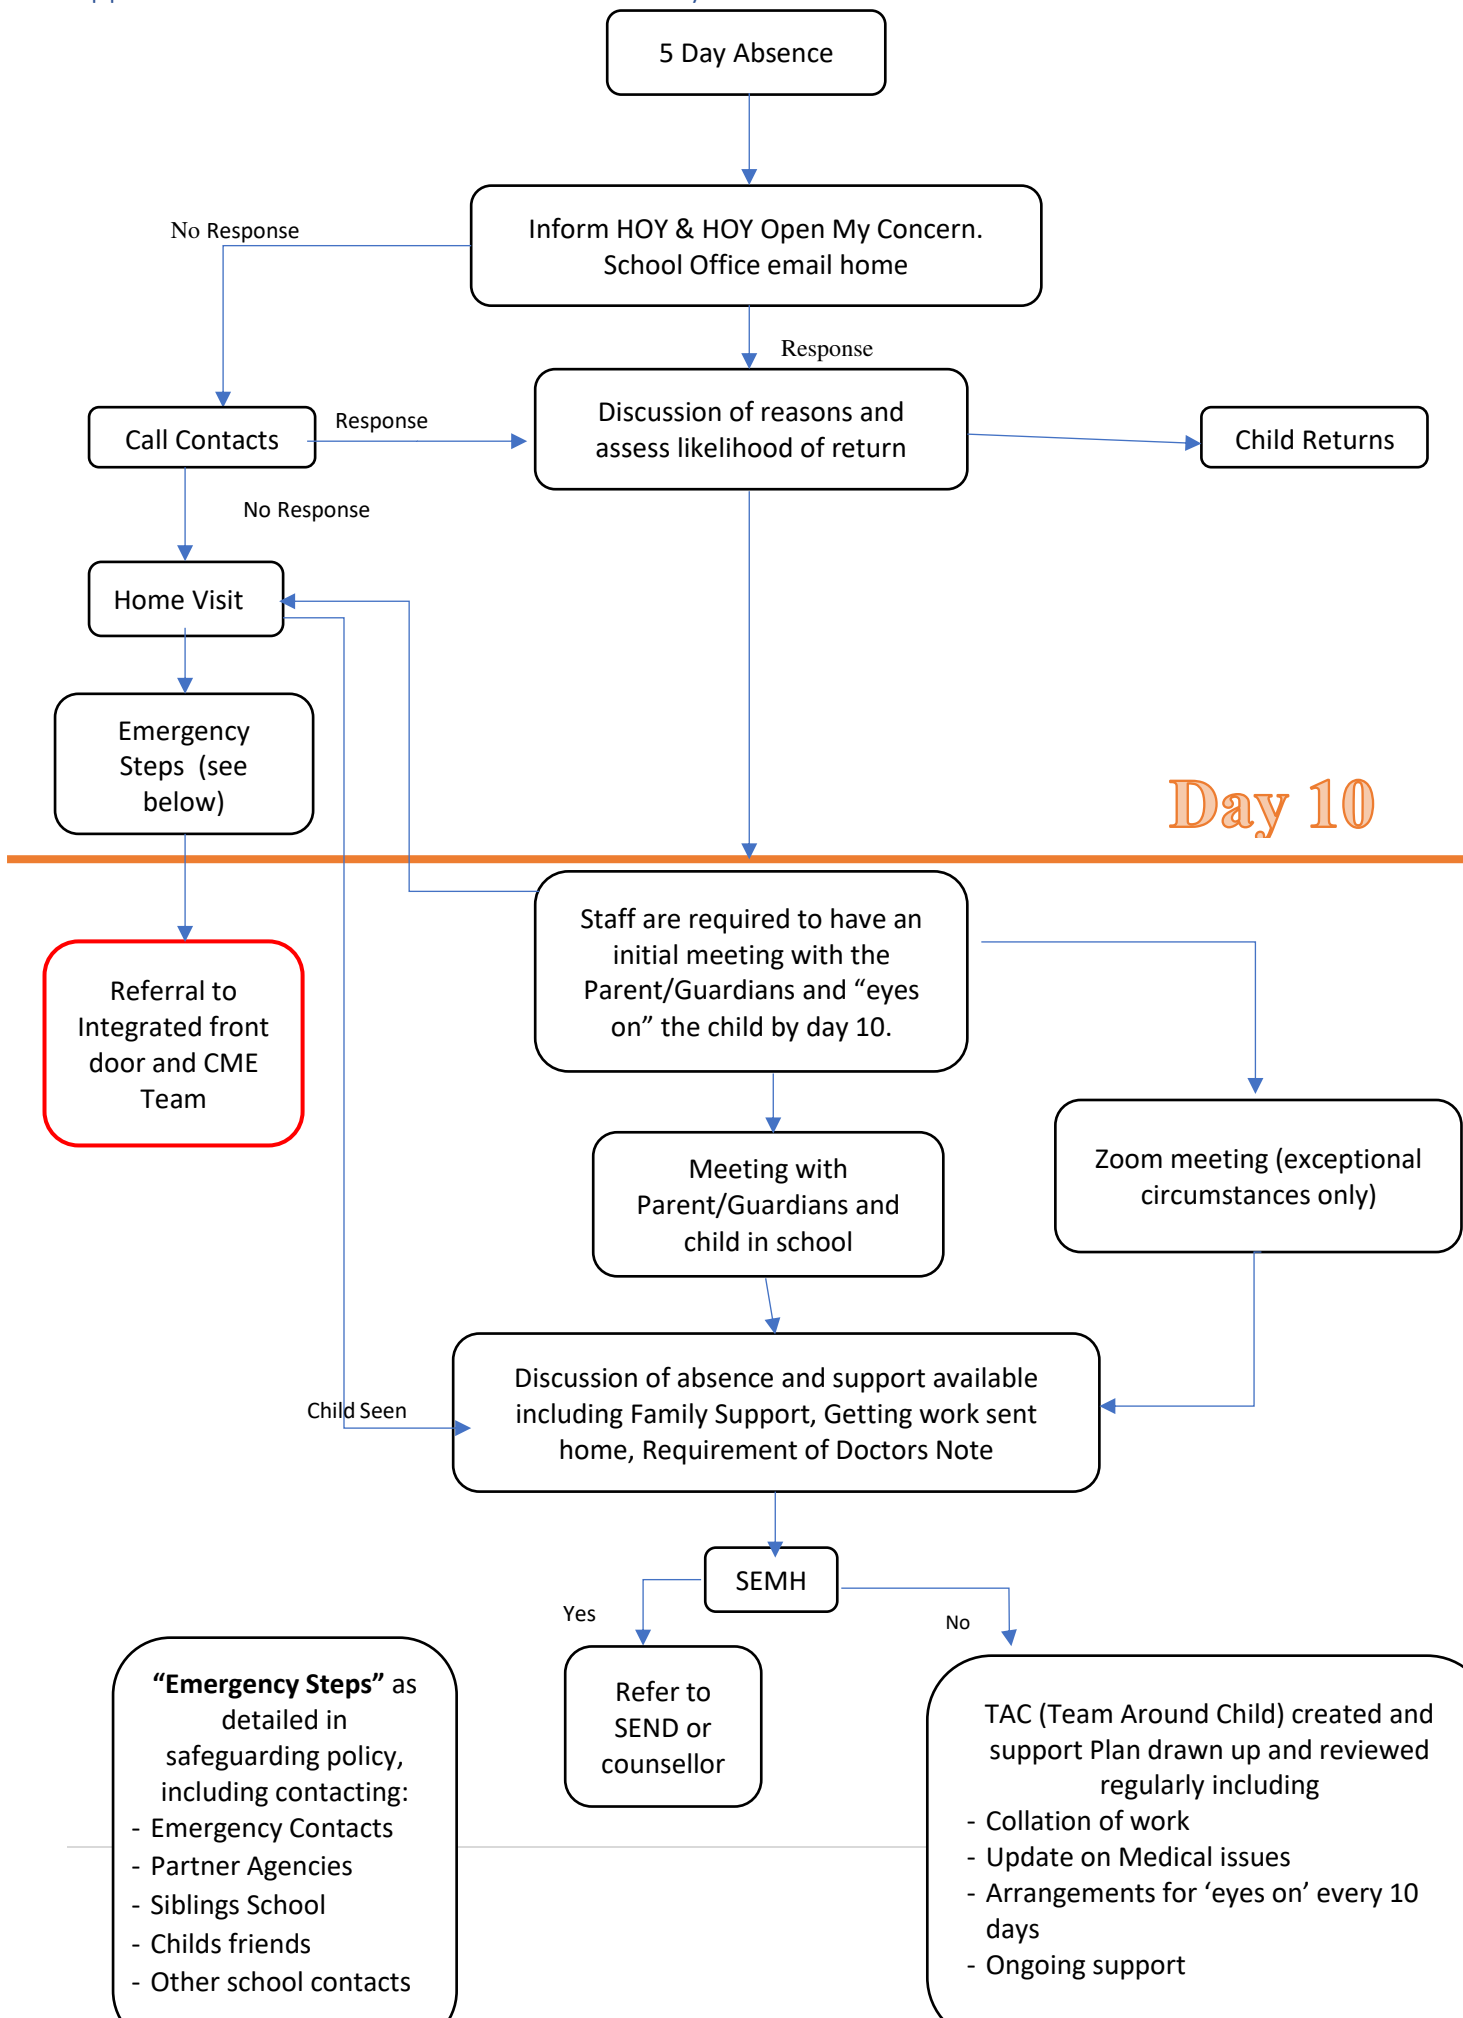 5 Day Absence
No Response
Inform HOY & HOY Open My Concern.
School Office email home
Response
Call Contacts
Response
Discussion of reasons and
assess likelihood of return
Child Returns
No Response
Home Visit
Emergency
Steps (see
below)
Day 10
Staff are required to have an
initial meeting with the
Parent/Guardians and “eyes
on” the child by day 10.
Referral to
Integrated front
door and CME
Team
Meeting with
Parent/Guardians and
child in school
Zoom meeting (exceptional
circumstances only)
Child Seen
Discussion of absence and support available
including Family Support, Getting work sent
home, Requirement of Doctors Note
SEMH
Yes
No
Refer to
SEND or
counsellor
“Emergency Steps” as
detailed in
safeguarding policy,
including contacting:
- Emergency Contacts
- Partner Agencies
- Siblings School
- Childs friends
- Other school contacts
TAC (Team Around Child) created and
support Plan drawn up and reviewed
regularly including
- Collation of work
- Update on Medical issues
- Arrangements for ‘eyes on’ every 10
days
- Ongoing support